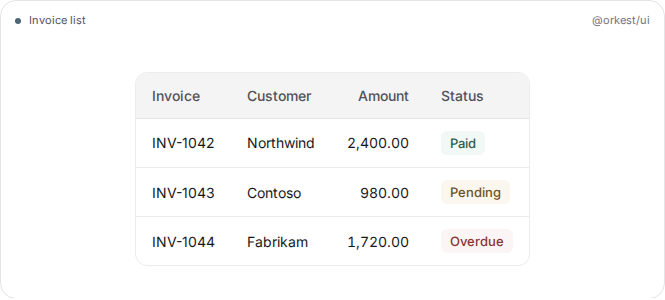 Invoice list @orkest/ui
Invoice Customer Amount Status
INV-1042 Northwind 2,400.00 Paid
INV-1043 Contoso 980.00 Pending
INV-1044 Fabrikam 1,720.00 Overdue